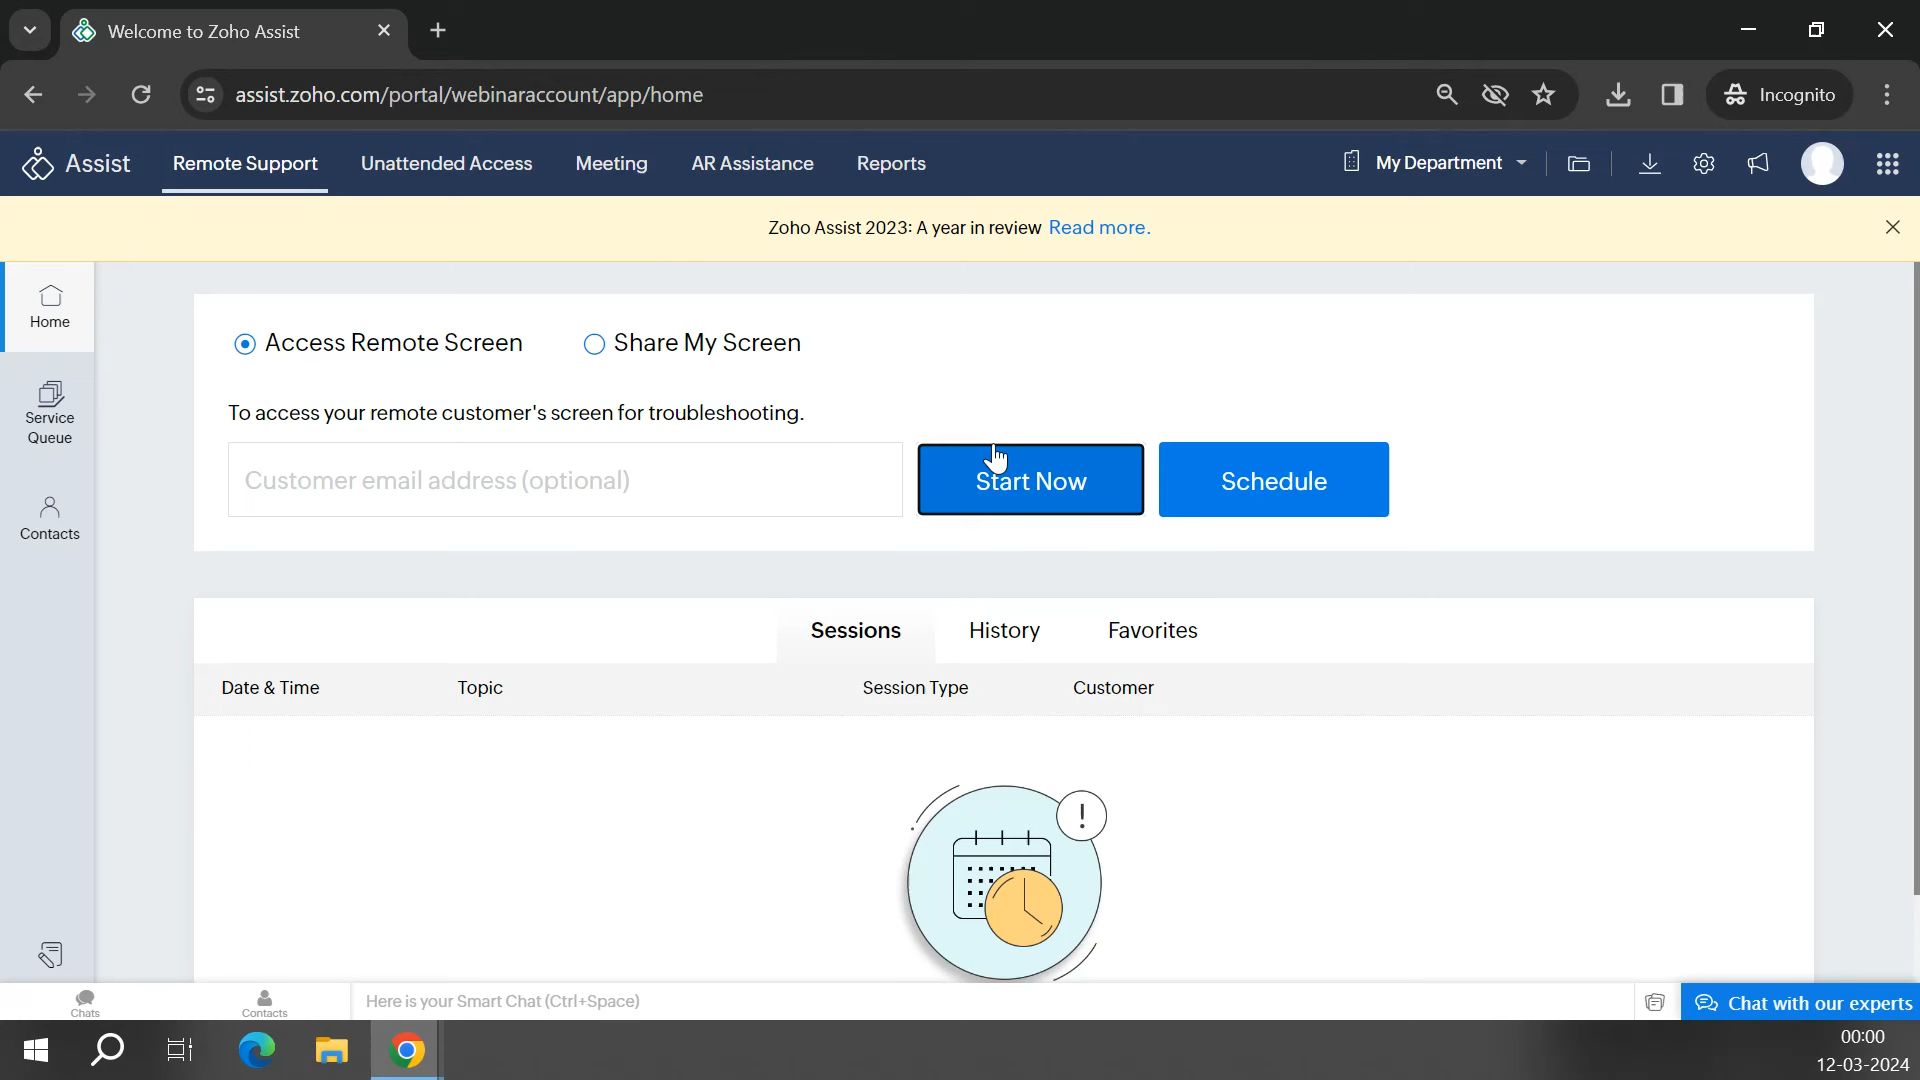 Welcome to Zoho Assist
assist.zoho.com/portal/webinaraccount/app/home
Incognito
Assist
Remote Support
Unattended Access
Meeting
AR Assistance
Reports
My Department
Zoho Assist 2023: A year in review Read more.
Home
Service
Queue
Contacts
Access Remote Screen
Share My Screen
To access your remote customer's screen for troubleshooting.
Customer email address (optional)
Start Now
Schedule
Sessions
History
Favorites
Date & Time
Topic
Session Type
Customer
!
Chats
Contacts
Here is your Smart Chat (Ctrl+Space)
Chat with our experts
00:00
12-03-2024